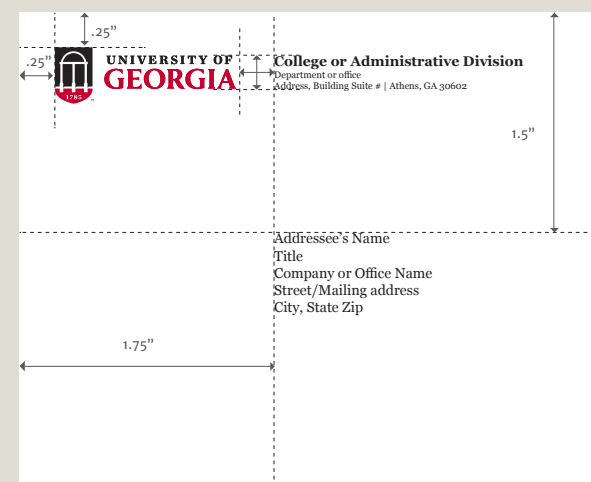 .25”
.25”
UNIVERSITY OF
GEORGIA
1785
College or Administrative Division
Department or office
Address, Building Suite # | Athens, GA 30602
1.5”
Addressee’s Name
Title
Company or Office Name
Street/Mailing address
City, State Zip
1.75”